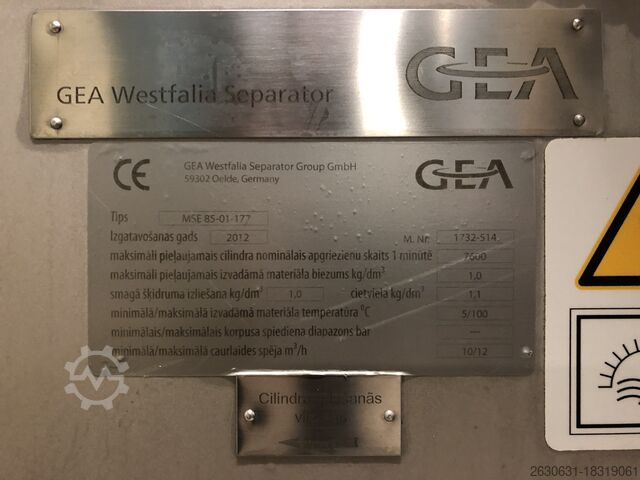 GEA Westfalia Separator GEA
CE GEA Westfalia Separator Group GmbH GEA
59302 Oelde, Germany
Tips MSE 85-01-177
Izgatavošanas gads 2012 M. Nr. 1732-514
maksimāli pieļaujamais cilindra nominālais apgriezienu skaits 1 minūtē 7600
maksimāli pieļaujamais izvadāmā materiāla biezums kg/dm³ 1,0
smagā šķidruma izliešana kg/dm³ 1,0 cietviela kg/dm³ 1,1
minimālā/maksimālā izvadāmā materiāla temperatūra °C 5/100
minimālais/maksimālais korpusa spiediena diapazons bar ---
minimālā/maksimālā caurlaides spēja m³/h 10/12
Cilindra
2630631-18319061